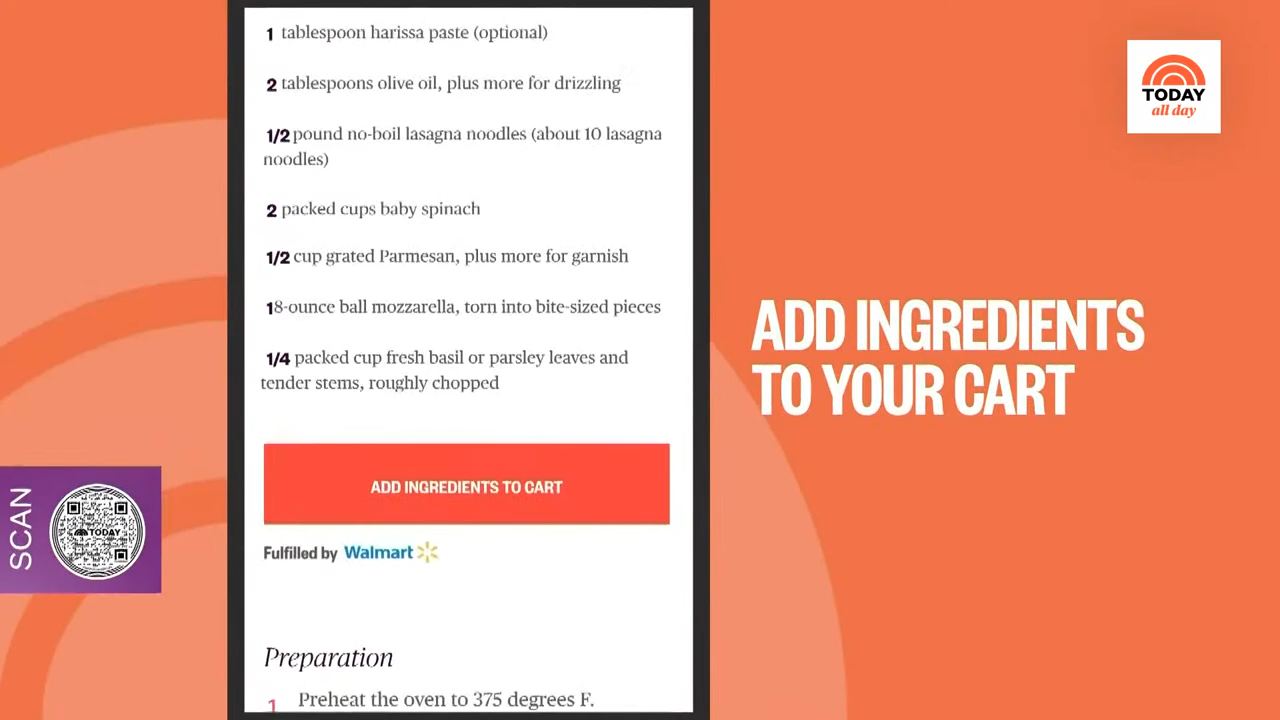 1 tablespoon harissa paste (optional)
2 tablespoons olive oil, plus more for drizzling
1/2 pound no-boil lasagna noodles (about 10 lasagna
noodles)
2 packed cups baby spinach
1/2 cup grated Parmesan, plus more for garnish
18-ounce ball mozzarella, torn into bite-sized pieces
1/4 packed cup fresh basil or parsley leaves and
tender stems, roughly chopped
ADD INGREDIENTS TO CART
Fulfilled by Walmart
Preparation
1 Preheat the oven to 375 degrees F.
SCAN
TODAY
TODAY
all day
ADD INGREDIENTS
TO YOUR CART